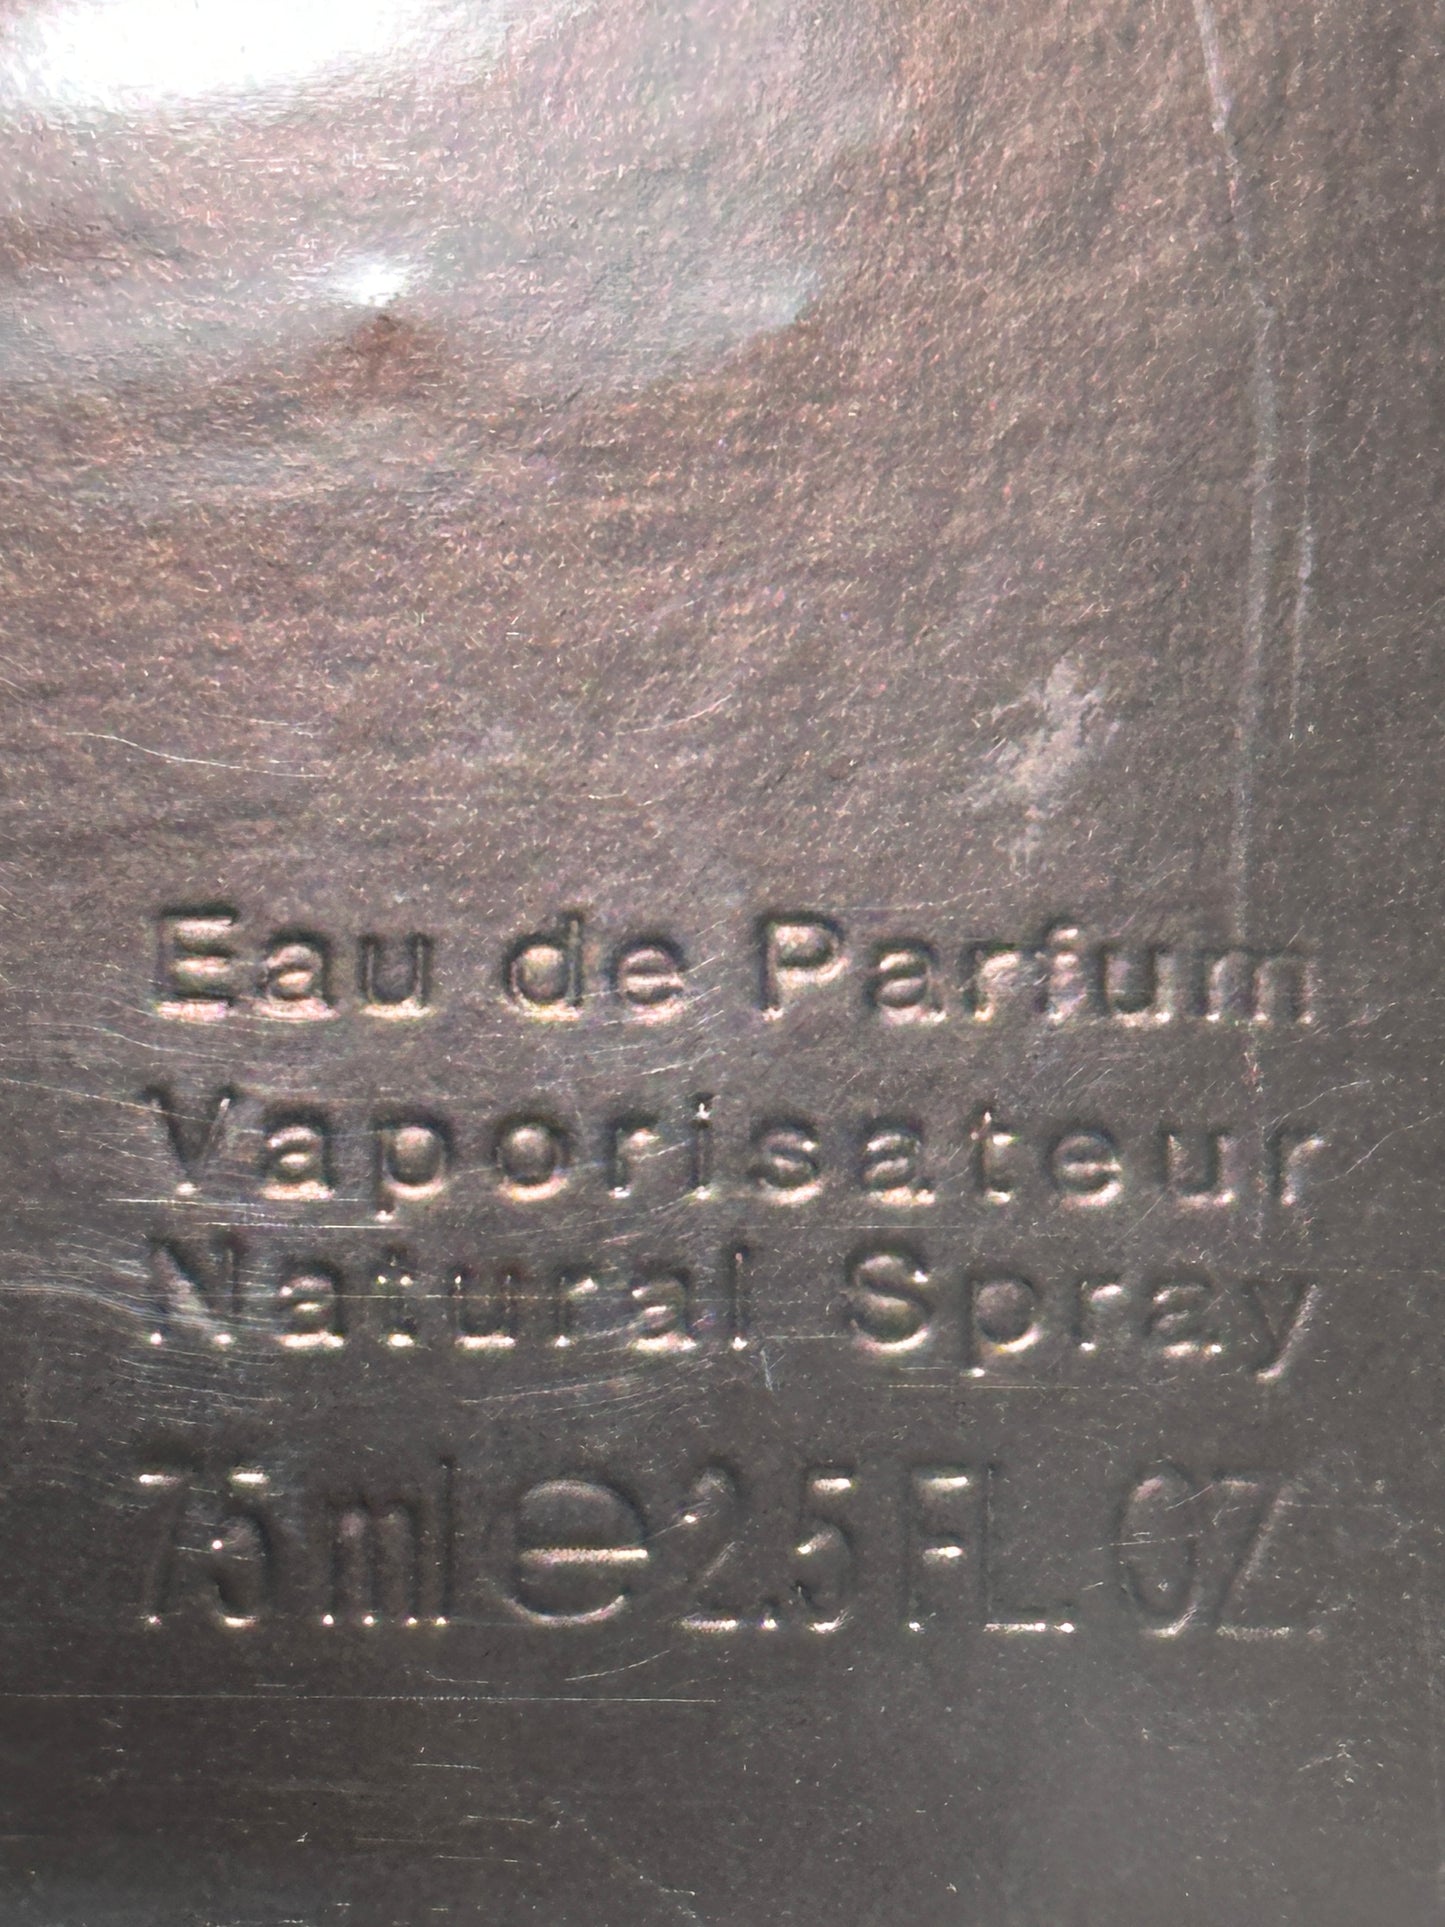 Eau de Parfum
Vaporisateur
Natural Spray
75 ml e 2.5 FL. OZ.